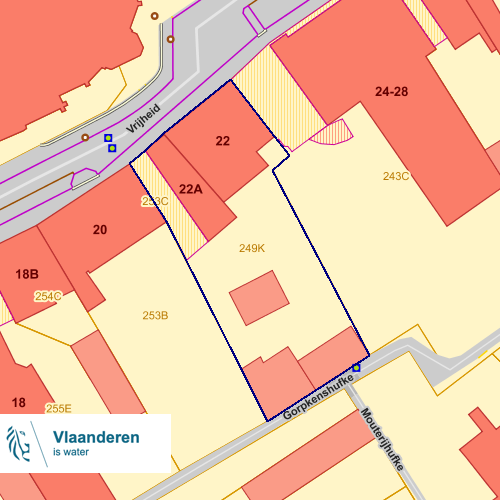 Vrijheid
24-28
22
22A
243C
253C
20
249K
18B
254C
253B
18
255E
Gorpkenshufke
Mouterijhufke
Vlaanderen
is water